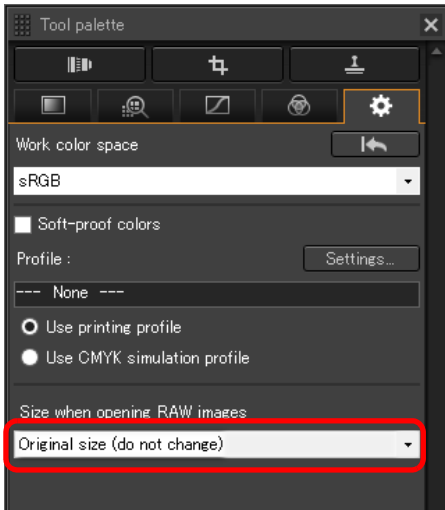 Tool palette
Work color space
sRGB
Soft-proof colors
Profile :
Settings...
--- None ---
Use printing profile
Use CMYK simulation profile
Size when opening RAW images
Original size (do not change)